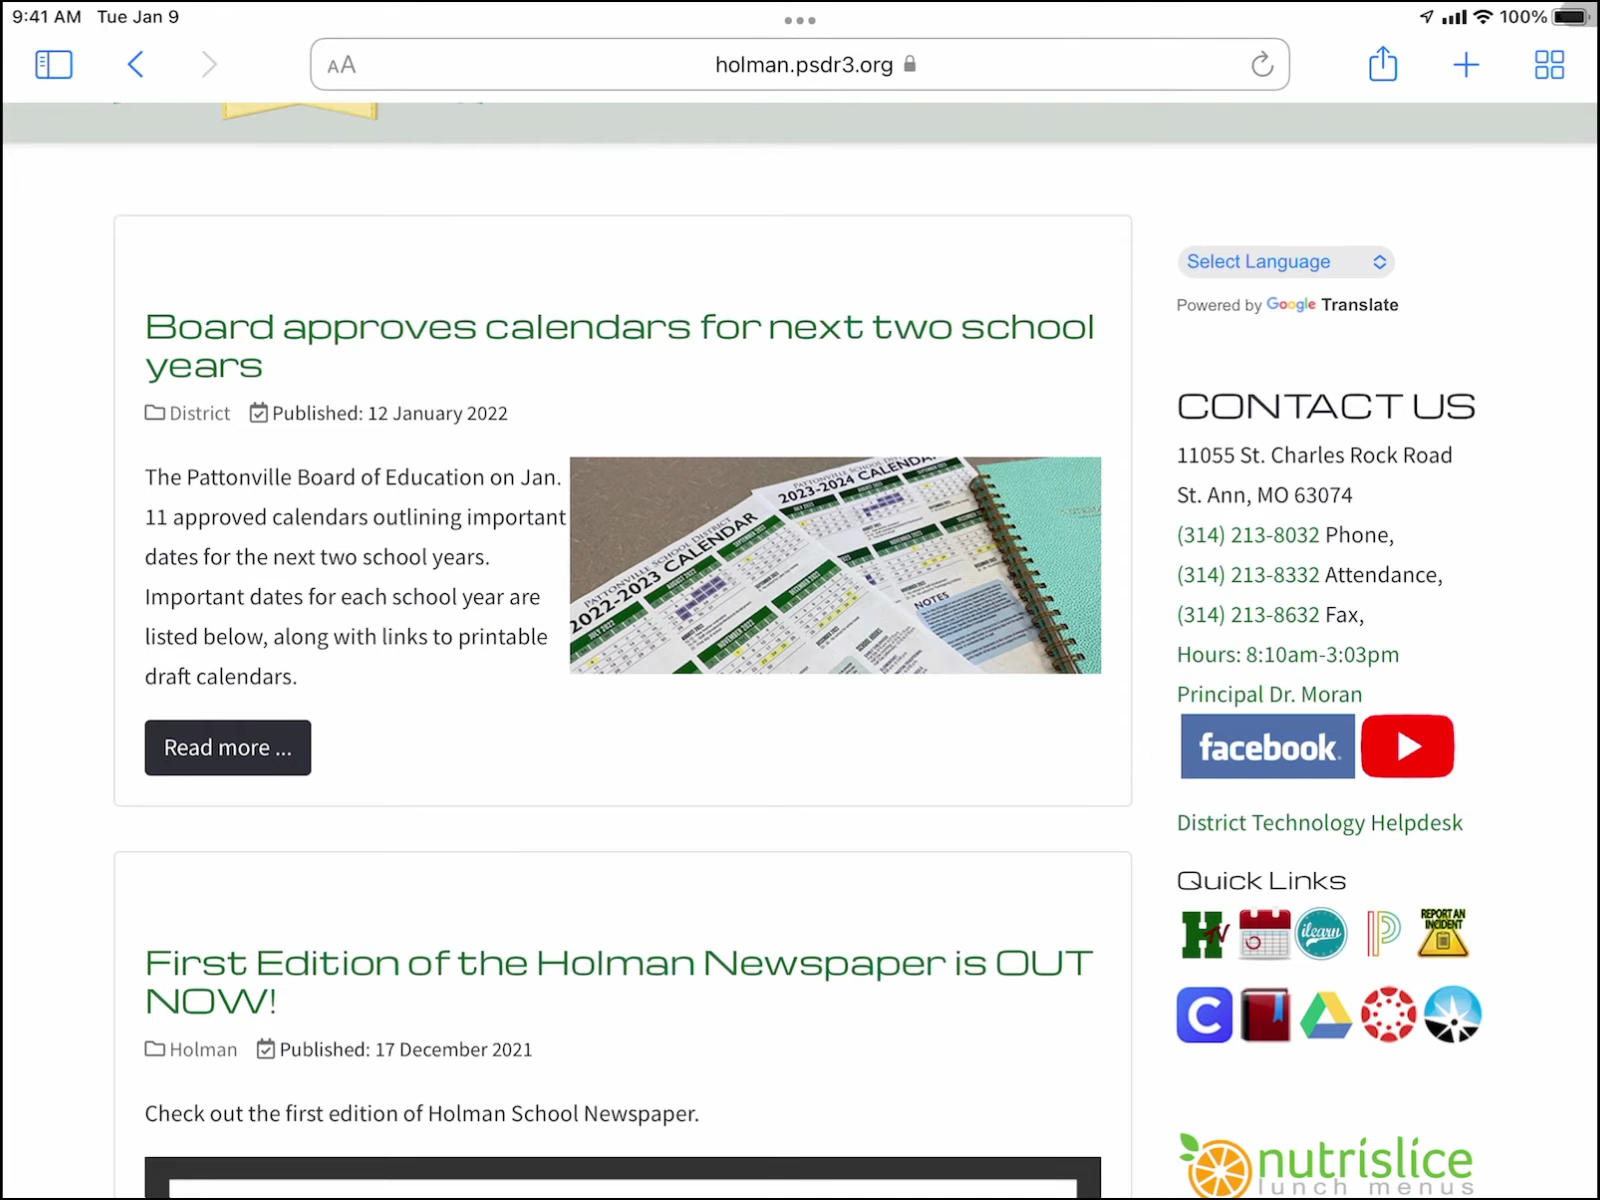 9:41 AM Tue Jan 9
100%
AA
holman.psdr3.org
Select Language
Powered by Google Translate
Board approves calendars for next two school
years
District Published: 12 January 2022
The Pattonville Board of Education on Jan.
11 approved calendars outlining important
dates for the next two school years.
Important dates for each school year are
listed below, along with links to printable
draft calendars.
PATTONVILLE SCHOOL DISTRICT
2022-2023 CALENDAR
PATTONVILLE SCHOOL
2023-2024 CALENDA
NOTES
Read more ...
CONTACT US
11055 St. Charles Rock Road
St. Ann, MO 63074
(314) 213-8032 Phone,
(314) 213-8332 Attendance,
(314) 213-8632 Fax,
Hours: 8:10am-3:03pm
Principal Dr. Moran
facebook
District Technology Helpdesk
Quick Links
H TV
ilearn
P
REPORT AN
INCIDENT
C
First Edition of the Holman Newspaper is OUT
NOW!
Holman Published: 17 December 2021
Check out the first edition of Holman School Newspaper.
nutrislice
lunch menus